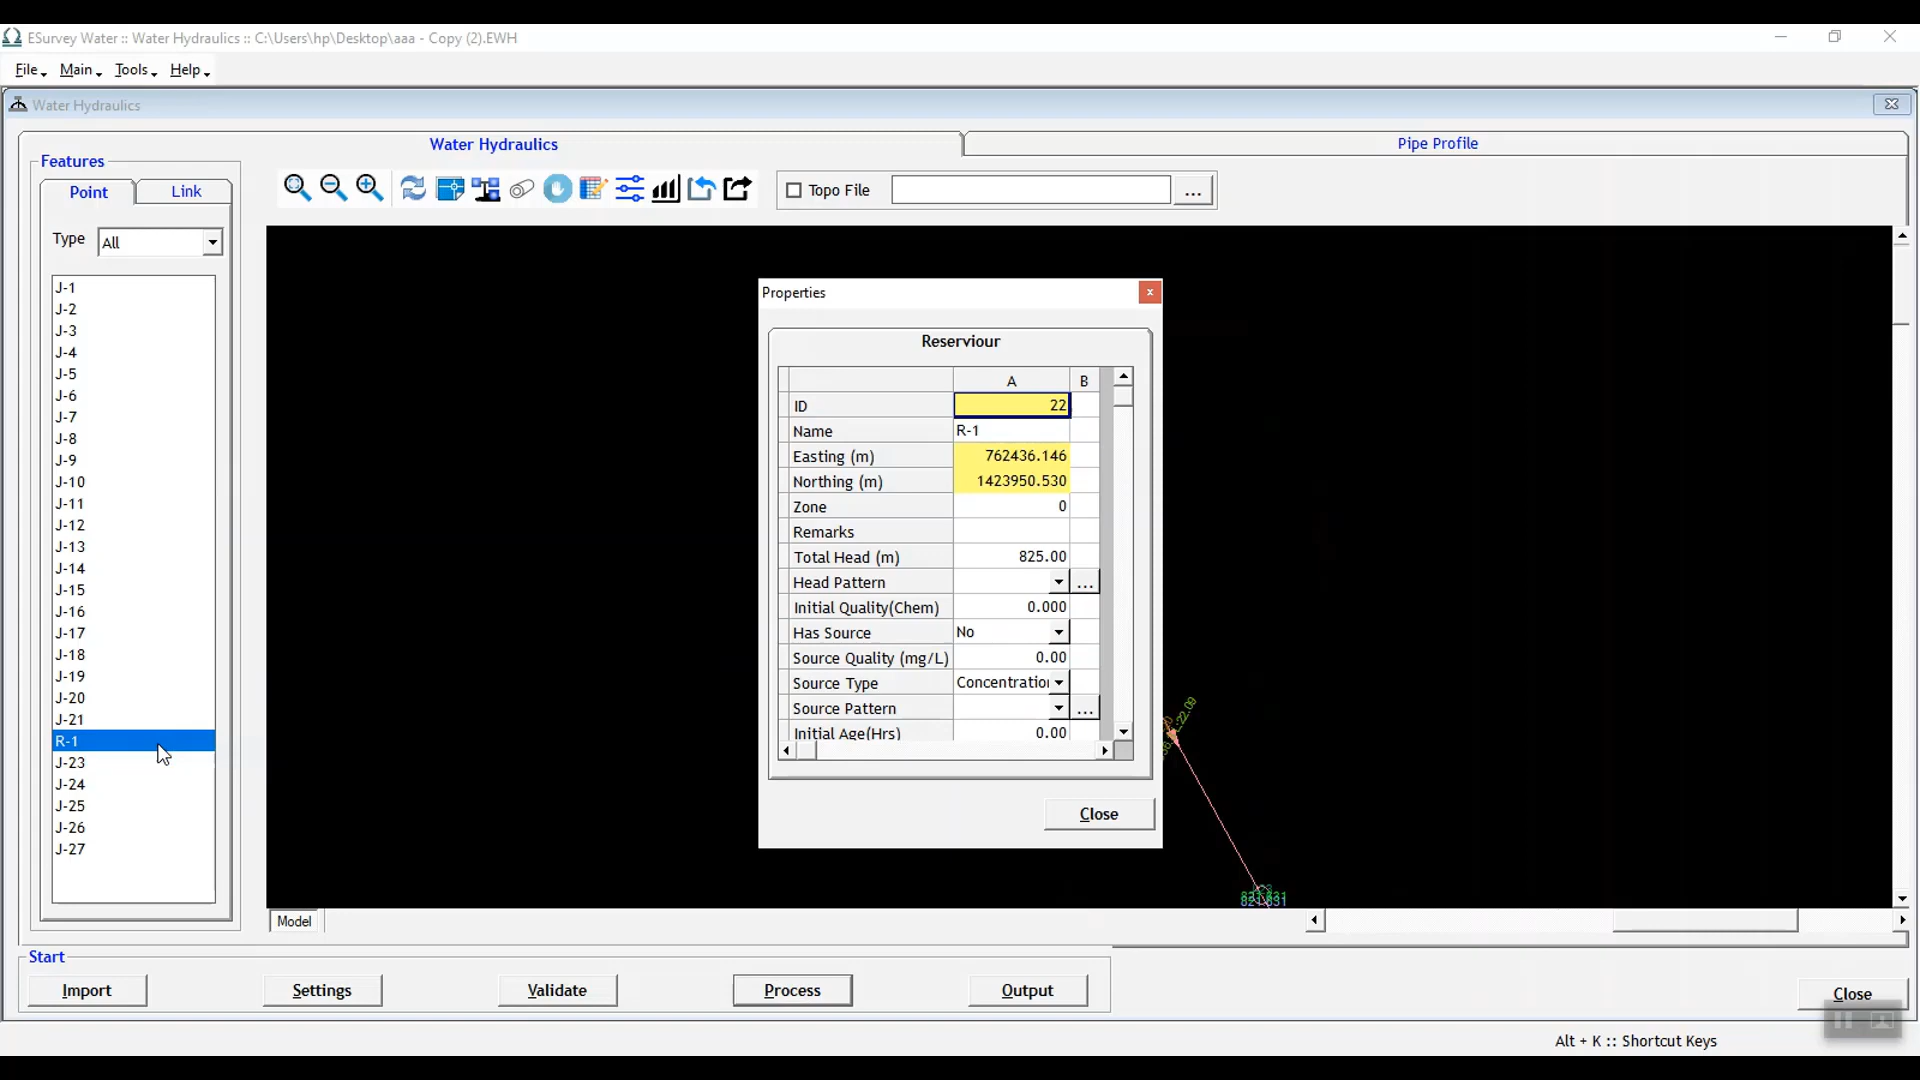 ESurvey Water :: Water Hydraulics :: C:\Users\hp\Desktop\aaa - Copy (2).EWH
File Main Tools Help
Water Hydraulics
Water Hydraulics Pipe Profile
Features
Point Link
Type All
Topo File ...
J-1
J-2
J-3
J-4
J-5
J-6
J-7
J-8
J-9
J-10
J-11
J-12
J-13
J-14
J-15
J-16
J-17
J-18
J-19
J-20
J-21
R-1
J-23
J-24
J-25
J-26
J-27
Properties x
Reserviour
A B
ID 22
Name R-1
Easting (m) 762436.146
Northing (m) 1423950.530
Zone 0
Remarks
Total Head (m) 825.00
Head Pattern ...
Initial Quality(Chem) 0.000
Has Source No
Source Quality (mg/L) 0.00
Source Type Concentration
Source Pattern ...
Initial Age(Hrs) 0.00
Close
Model
Start
Import Settings Validate Process Output Close
Alt + K :: Shortcut Keys